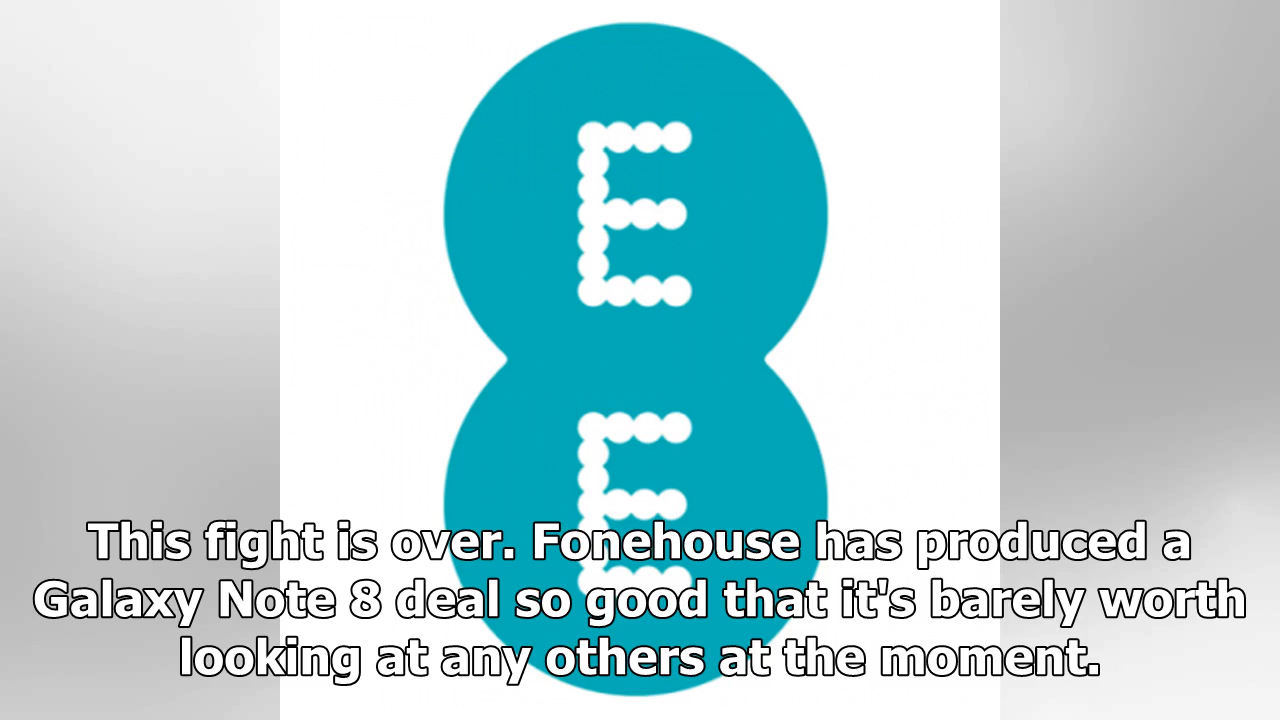 E
E
This fight is over. Fonehouse has produced a
Galaxy Note 8 deal so good that it's barely worth
looking at any others at the moment.